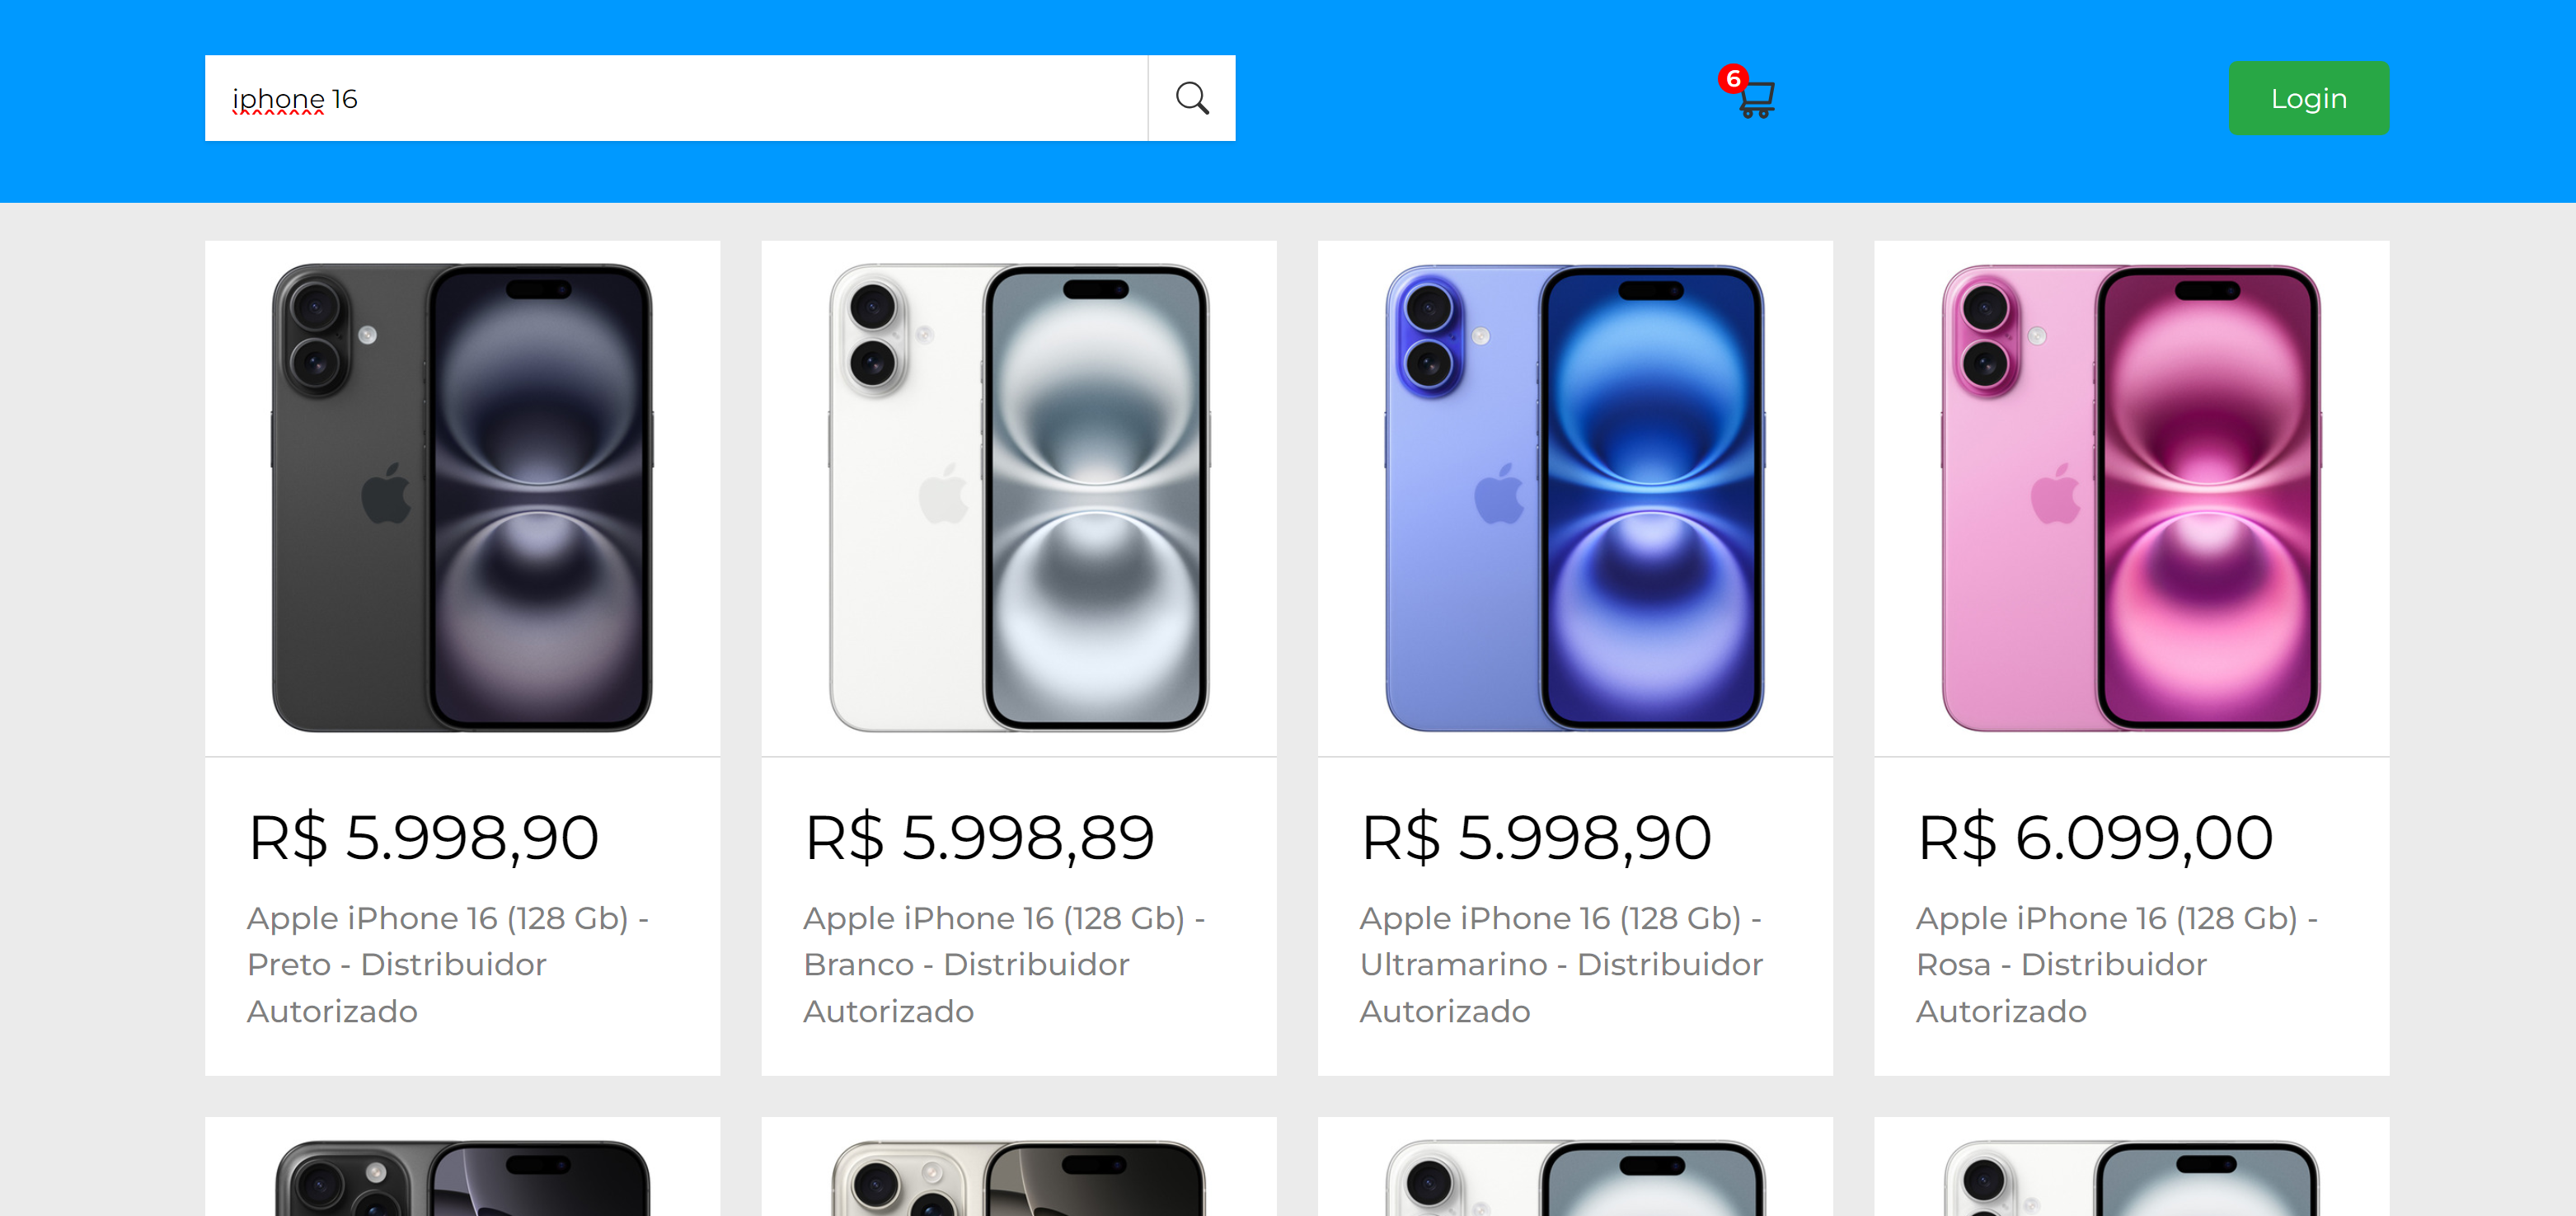 iphone 16
6
Login
R$ 5.998,90
Apple iPhone 16 (128 Gb) -
Preto - Distribuidor
Autorizado
R$ 5.998,89
Apple iPhone 16 (128 Gb) -
Branco - Distribuidor
Autorizado
R$ 5.998,90
Apple iPhone 16 (128 Gb) -
Ultramarino - Distribuidor
Autorizado
R$ 6.099,00
Apple iPhone 16 (128 Gb) -
Rosa - Distribuidor
Autorizado